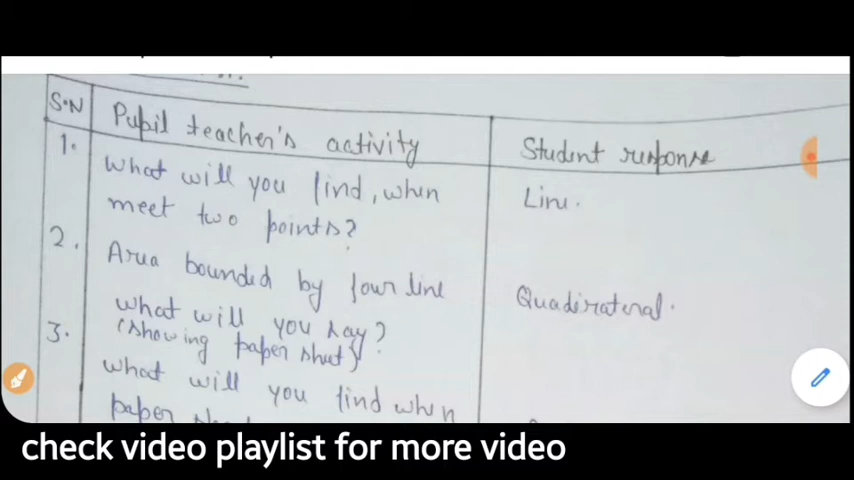 S.N Pupil teacher's activity Student response
1. What will you find, when Line.
meet two points?
2. Area bounded by four line Quadirateral.
what will you say?
(showing paper sheet)
3. what will you find when
paper
check video playlist for more video